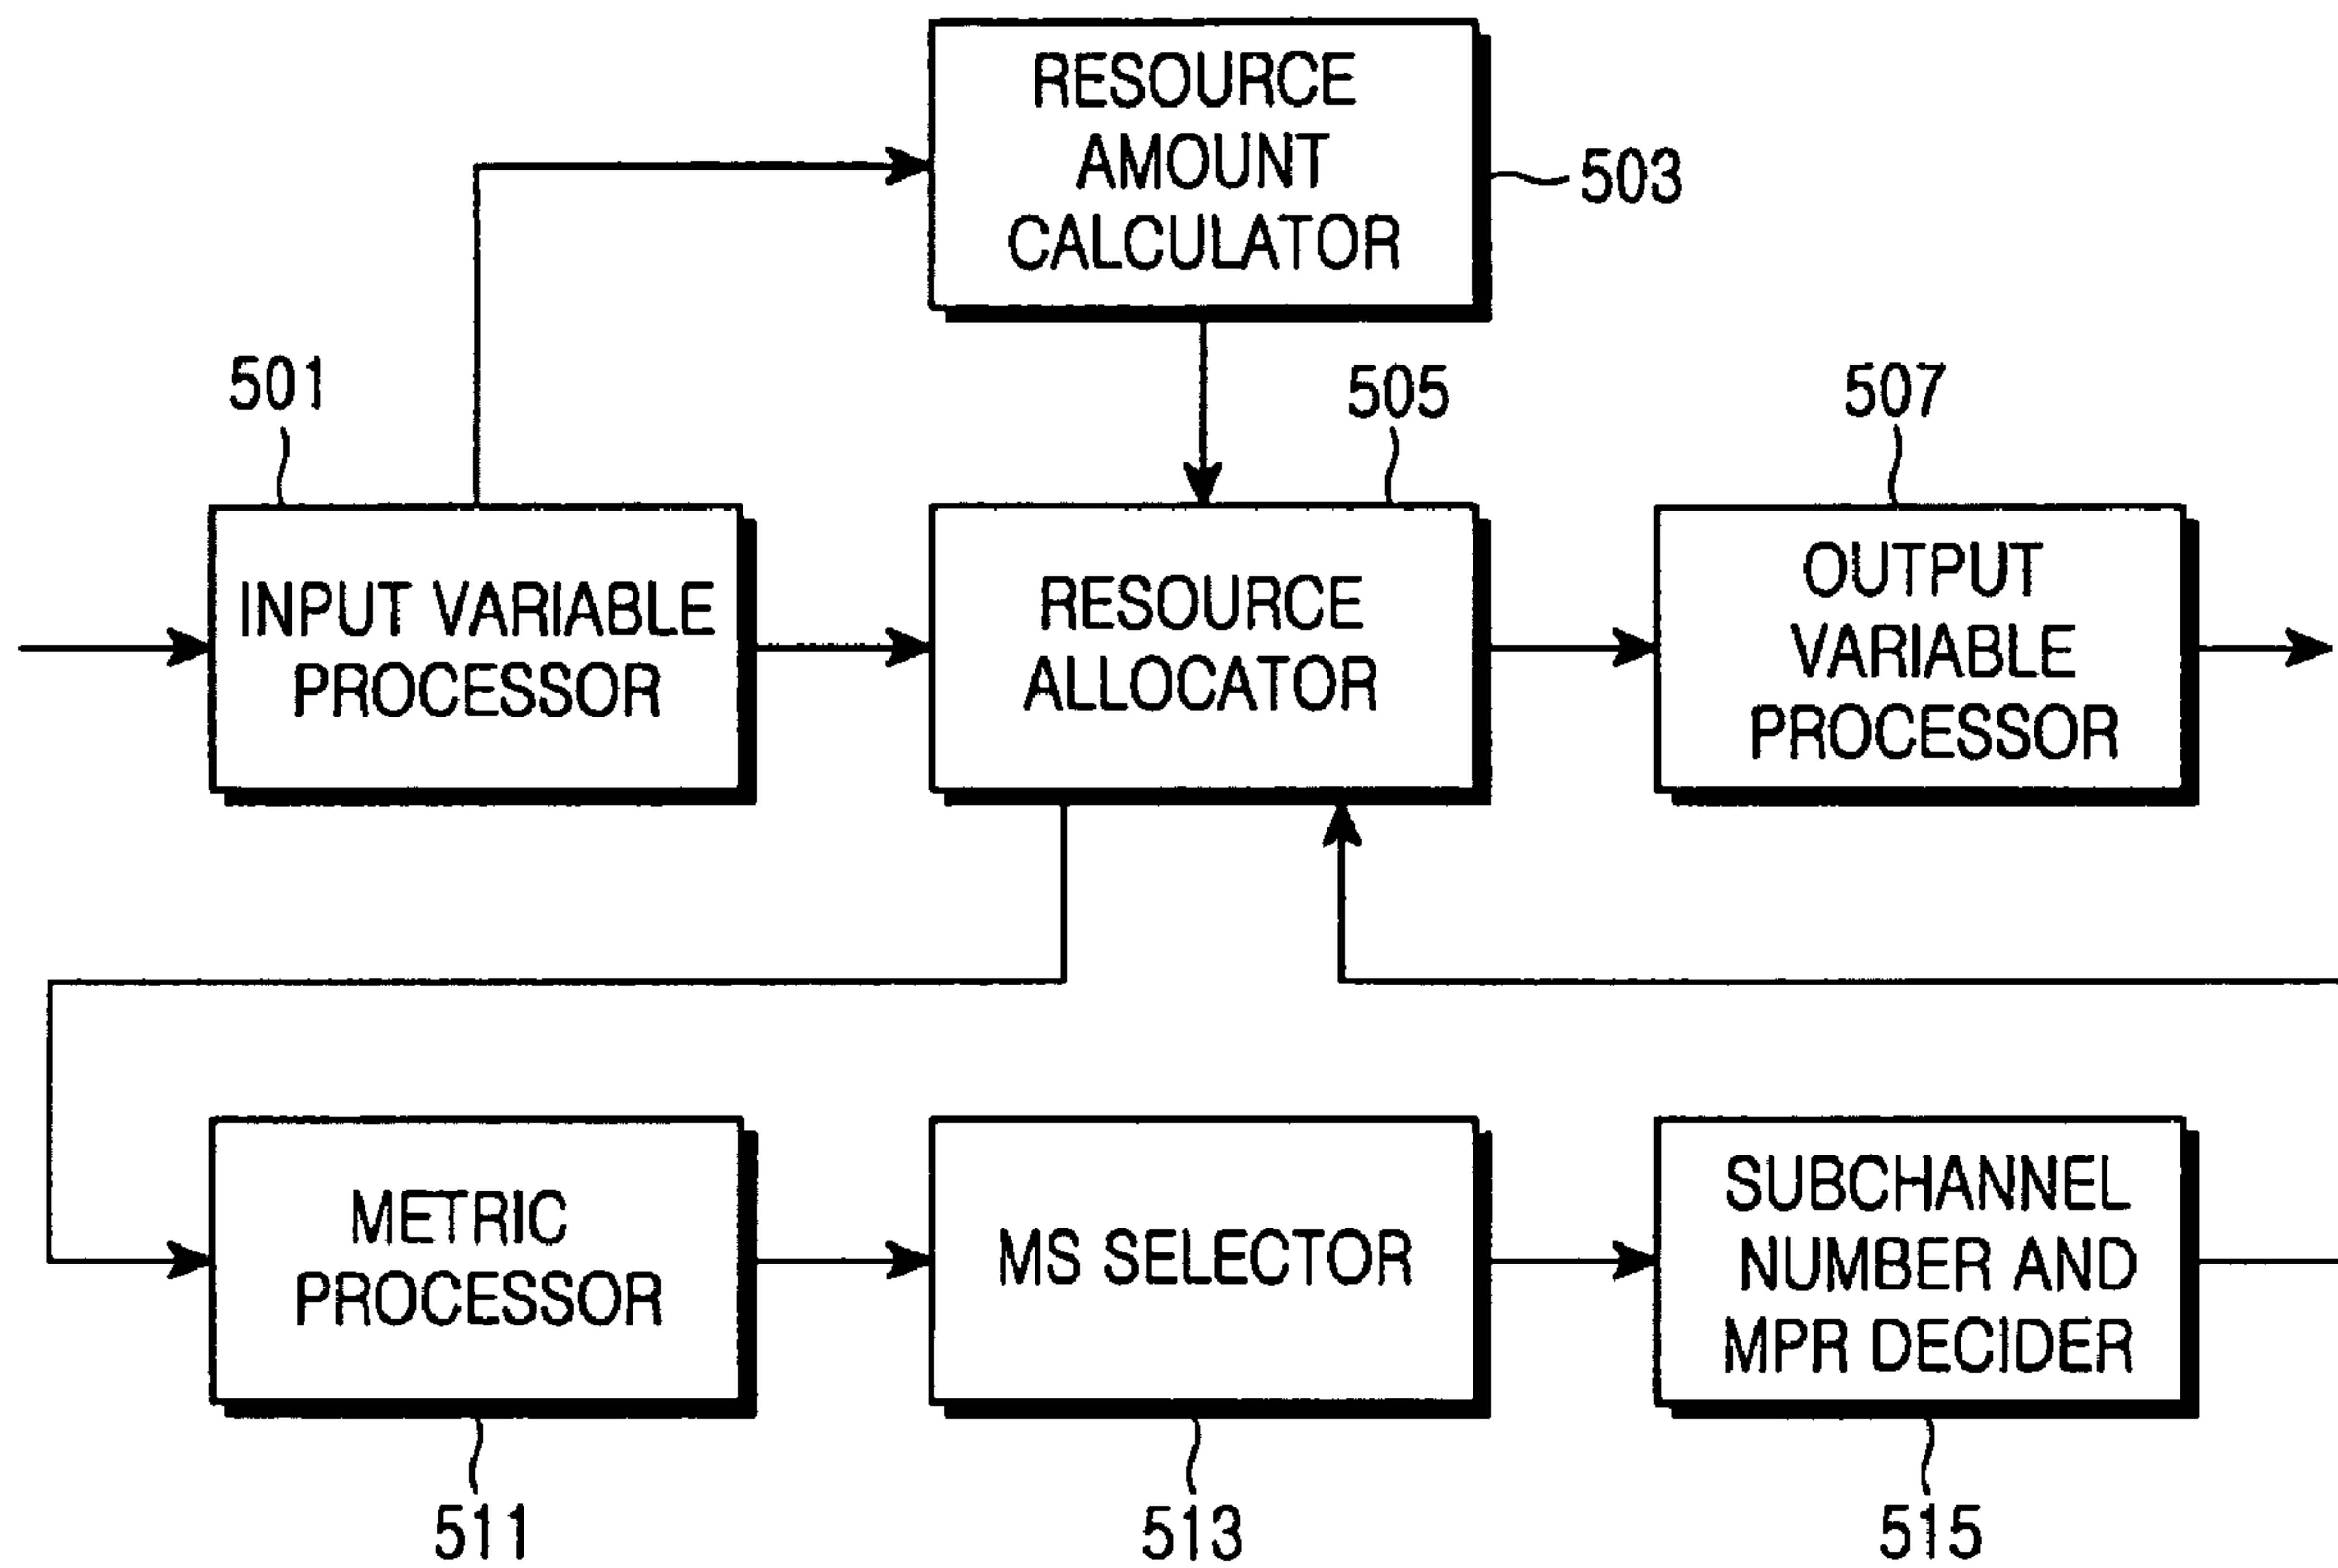 RESOURCE
AMOUNT
CALCULATOR
503
501
505
507
INPUT VARIABLE
PROCESSOR
RESOURCE
ALLOCATOR
OUTPUT
VARIABLE
PROCESSOR
METRIC
PROCESSOR
MS SELECTOR
SUBCHANNEL
NUMBER AND
MPR DECIDER
511
513
515